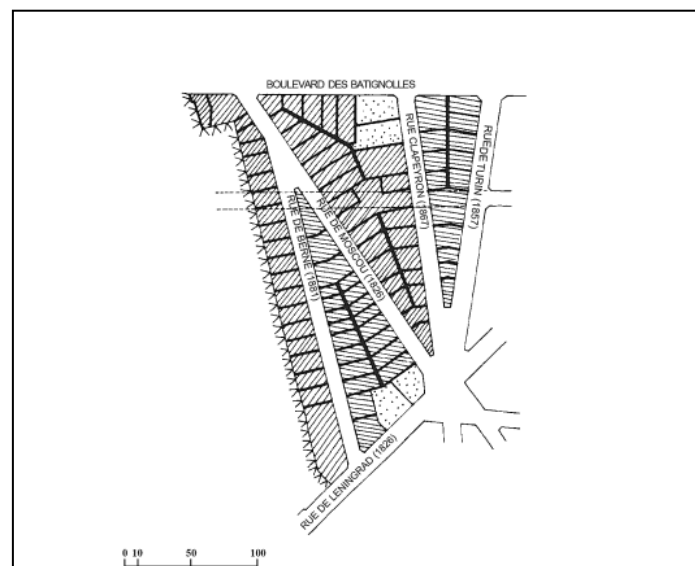 BOULEVARD DES BATIGNOLLES
RUE CLAPEYRON (1867)
RUE DE TURIN (1857)
RUE DE MOSCOU (1826)
RUE DE BERNE (1881)
RUE DE LENINGRAD (1826)
0 10 50 100